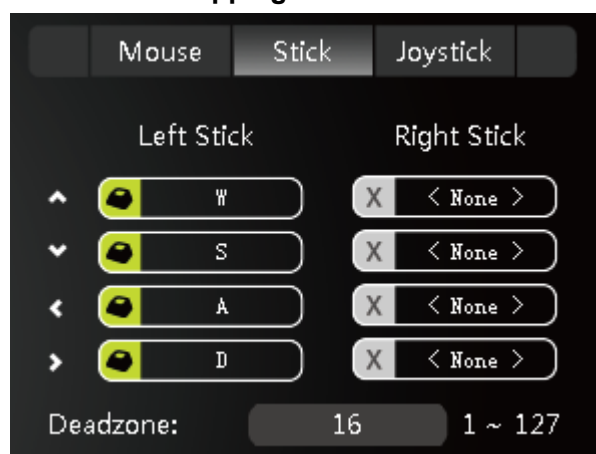 Mouse Stick Joystick
Left Stick Right Stick
W X < None >
S X < None >
A X < None >
D X < None >
Deadzone: 16 1 ~ 127